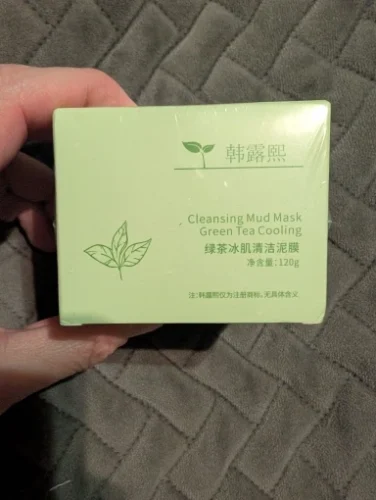 韩露熙
Cleansing Mud Mask
Green Tea Cooling
绿茶冰肌清洁泥膜
净含量:120g
注:韩露熙仅为注册商标,无具体含义